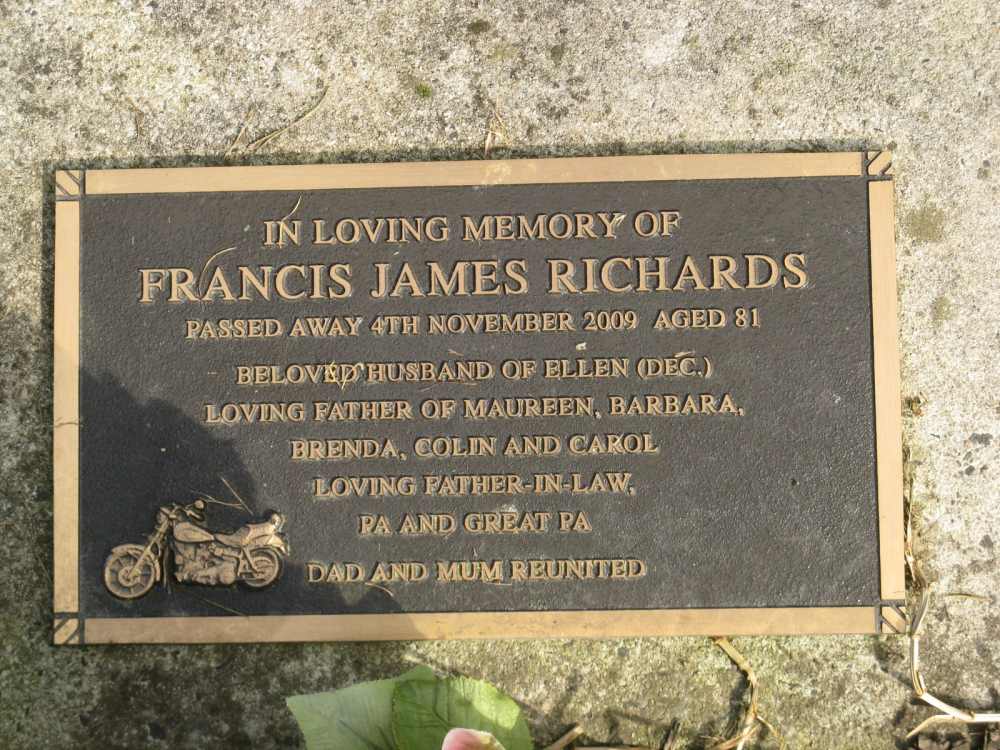 IN LOVING MEMORY OF
FRANCIS JAMES RICHARDS
PASSED AWAY 4TH NOVEMBER 2009 AGED 81
BELOVED HUSBAND OF ELLEN (DEC.)
LOVING FATHER OF MAUREEN, BARBARA,
BRENDA, COLIN AND CAROL
LOVING FATHER-IN-LAW,
PA AND GREAT PA
DAD AND MUM REUNITED